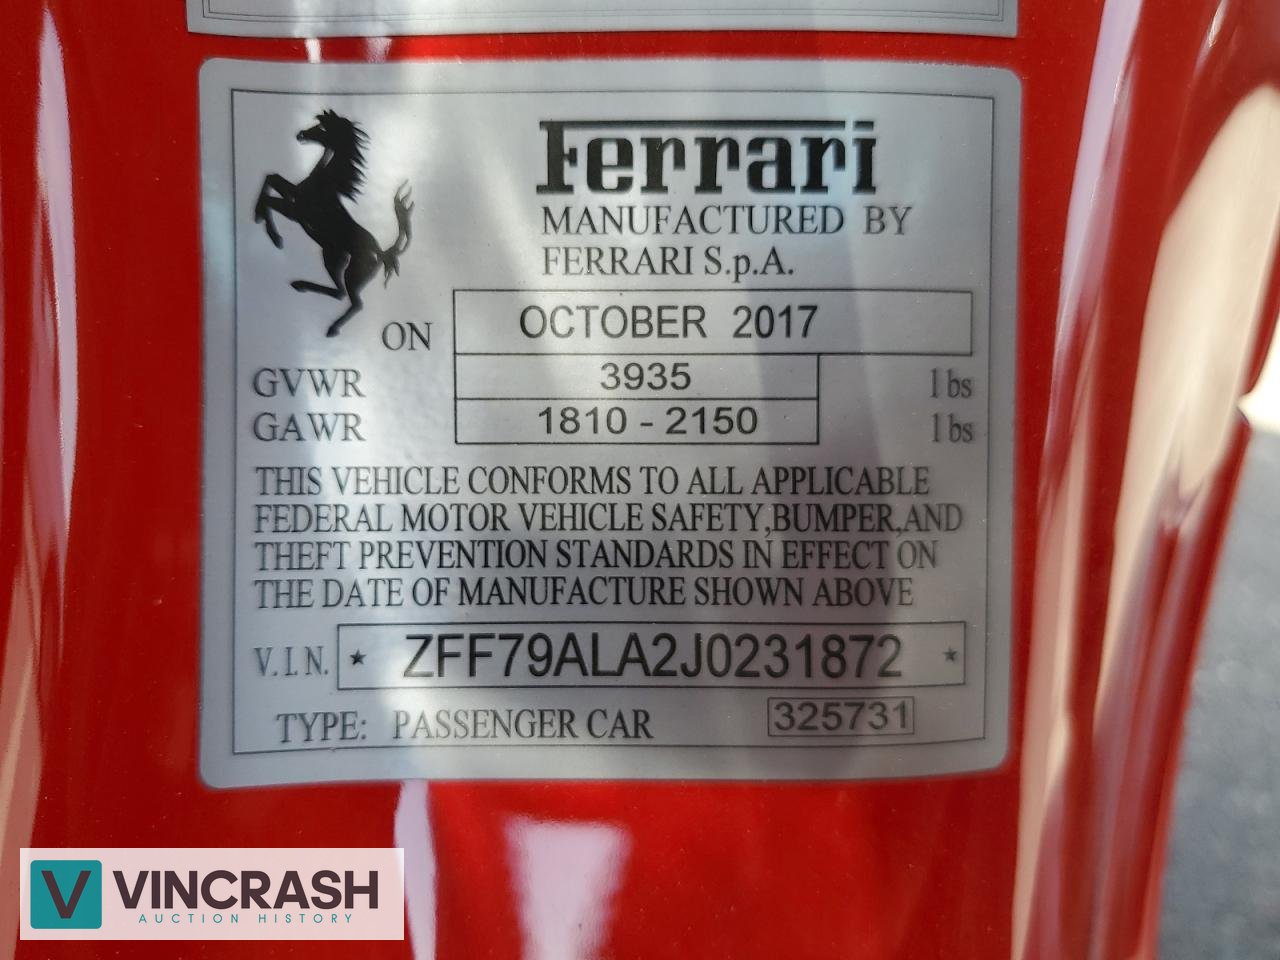 Ferrari
MANUFACTURED BY
FERRARI S.p.A.
ON OCTOBER 2017
GVWR 3935 lbs
GAWR 1810 - 2150 lbs
THIS VEHICLE CONFORMS TO ALL APPLICABLE
FEDERAL MOTOR VEHICLE SAFETY,BUMPER,AND
THEFT PREVENTION STANDARDS IN EFFECT ON
THE DATE OF MANUFACTURE SHOWN ABOVE
V.I.N. * ZFF79ALA2J0231872 *
TYPE: PASSENGER CAR 325731
V VINCRASH
AUCTION HISTORY